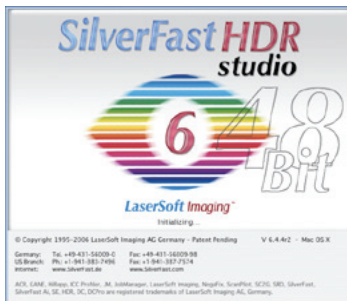 SilverFast HDR
studio
6
48
Bit
LaserSoft Imaging™
Initializing...
© Copyright 1995-2006 LaserSoft Imaging AG Germany - Patent Pending V 6.4.4r2 - Mac OS X
Germany: Tel. +49-431-56009-0 Fax: +49-431-56009-98
US Branch: Ph: +1-941-383-7496 Fax: +1-941-387-7574
Internet: www.SilverFast.de www.SilverFast.com
ACR, GANE, HiRepp, ICC Profiler, JM, JobManager, LaserSoft Imaging, NegaFix, ScanPilot, SC2G, SRD, SilverFast,
SilverFast Ai, SE, HDR, DC, DCPro are registered trademarks of LaserSoft Imaging AG, Germany.